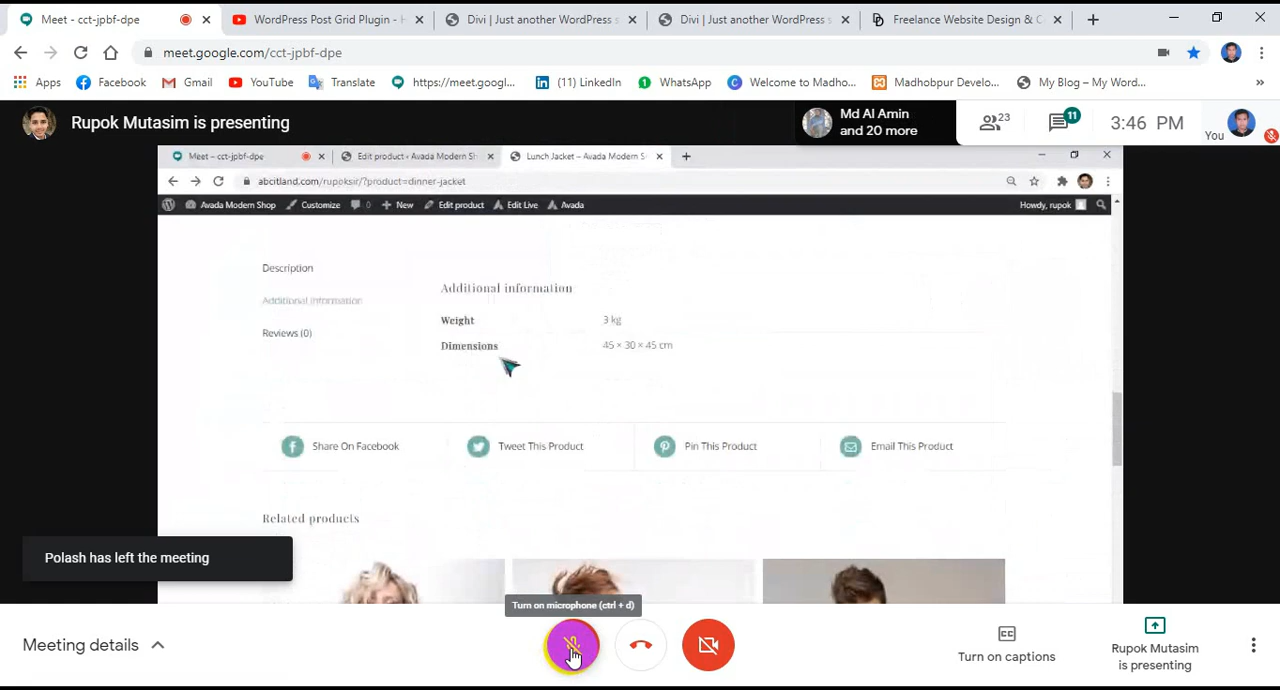 Meet - cct-jpbf-dpe
WordPress Post Grid Plugin - H
Divi | Just another WordPress s
Divi | Just another WordPress s
Freelance Website Design & C
meet.google.com/cct-jpbf-dpe
Apps
Facebook
Gmail
YouTube
Translate
https://meet.googl...
(11) LinkedIn
WhatsApp
Welcome to Madho...
Madhobpur Develo...
My Blog – My Word...
»
Rupok Mutasim is presenting
Md Al Amin
and 20 more
23
11
3:46 PM
You
Meet – cct-jpbf-dpe
Edit product ‹ Avada Modern Sh
Lunch Jacket – Avada Modern S
abcitland.com/rupoksir/?product=dinner-jacket
Avada Modern Shop
Customize
0
New
Edit product
Edit Live
Avada
Howdy, rupok
Description
Additional information
Reviews (0)
Additional information
Weight 3 kg
Dimensions 45 × 30 × 45 cm
Share On Facebook
Tweet This Product
Pin This Product
Email This Product
Related products
Polash has left the meeting
Turn on microphone (ctrl + d)
Meeting details
Turn on captions
Rupok Mutasim
is presenting